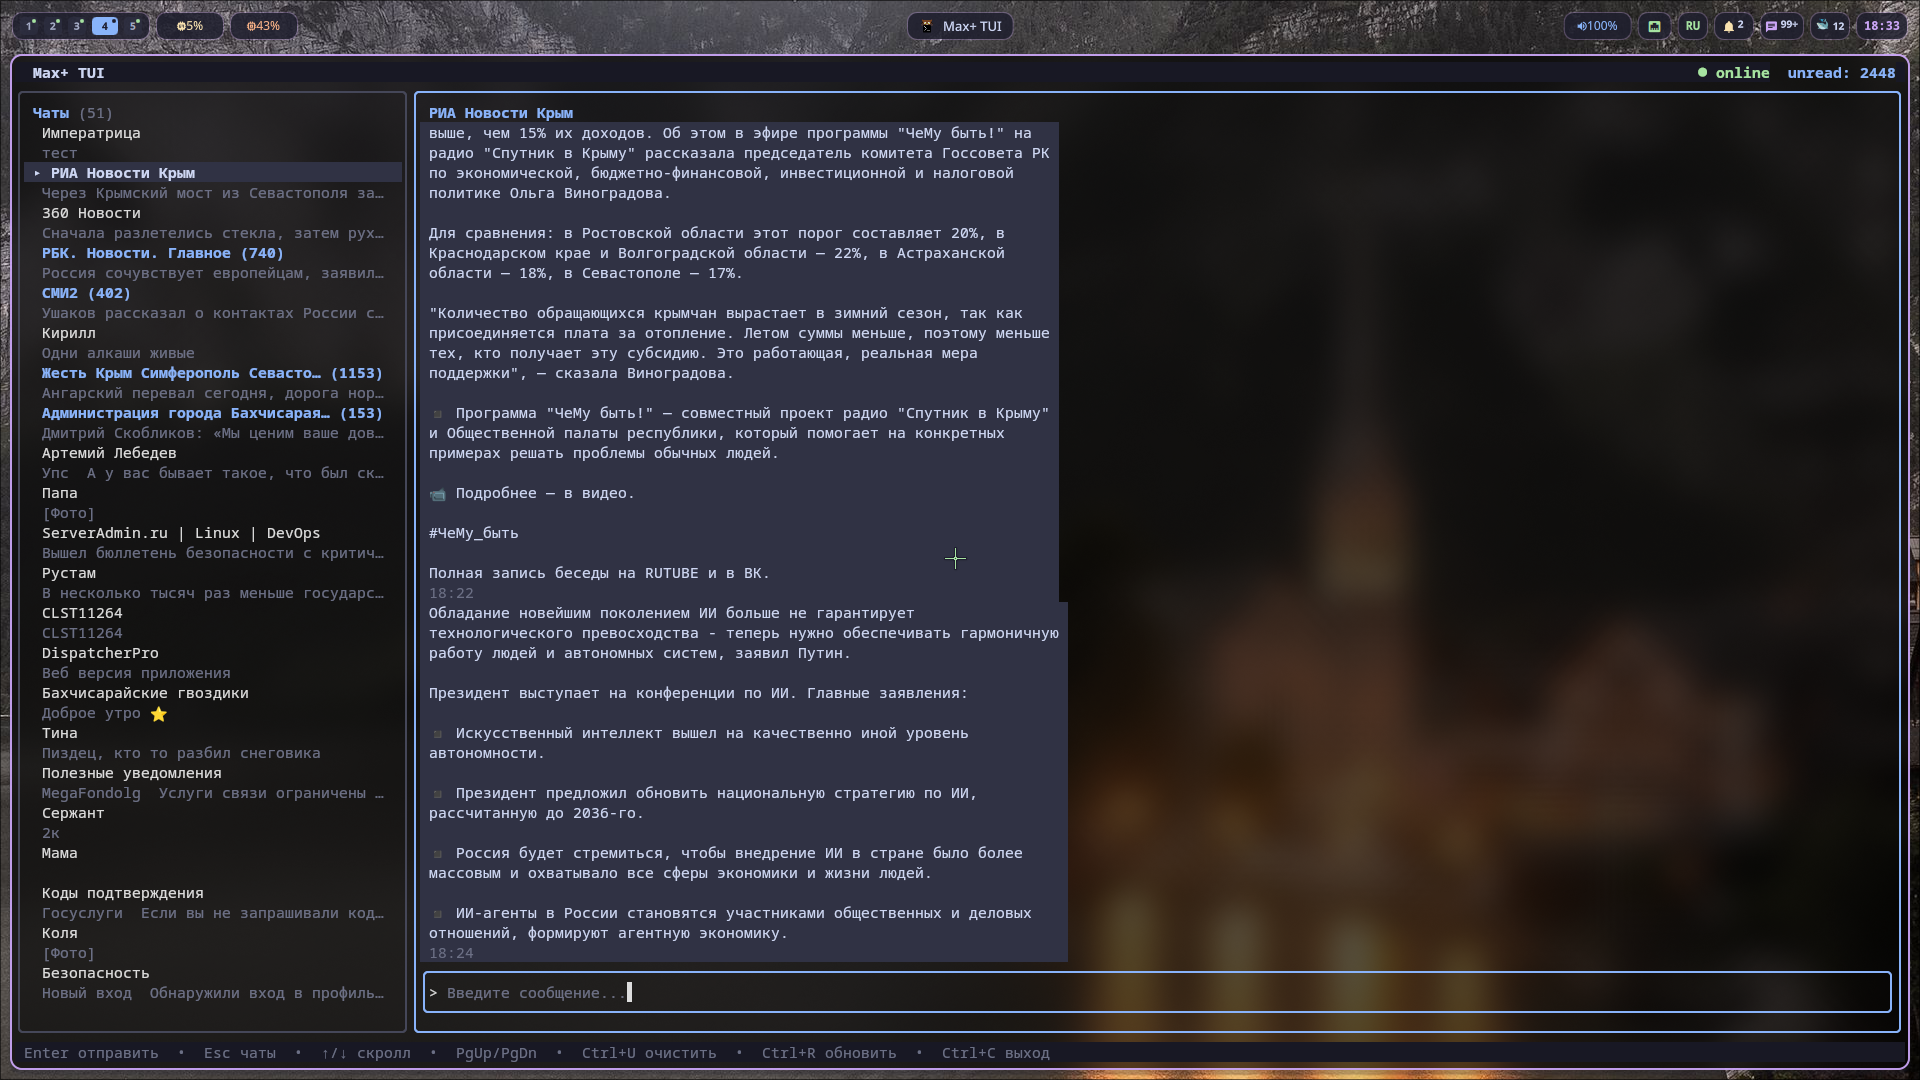 1 2 3 4 5 5% 43% Max+ TUI 100% RU 2 99+ 12 18:33
Max+ TUI
online unread: 2448
Чаты (51)
Императрица
тест
▸ РИА Новости Крым
Через Крымский мост из Севастополя за…
360 Новости
Сначала разлетелись стекла, затем рух…
РБК. Новости. Главное (740)
Россия сочувствует европейцам, заявил…
СМИ2 (402)
Ушаков рассказал о контактах России с…
Кирилл
Одни алкаши живые
Жесть Крым Симферополь Севасто… (1153)
Ангарский перевал сегодня, дорога нор…
Администрация города Бахчисарая… (153)
Дмитрий Скобликов: «Мы ценим ваше дов…
Артемий Лебедев
Упс А у вас бывает такое, что был ск…
Папа
[Фото]
ServerAdmin.ru | Linux | DevOps
Вышел бюллетень безопасности с критич…
Рустам
В несколько тысяч раз меньше государс…
CLST11264
CLST11264
DispatcherPro
Веб версия приложения
Бахчисарайские гвоздики
Доброе утро ⭐
Тина
Пиздец, кто то разбил снеговика
Полезные уведомления
MegaFondolg Услуги связи ограничены …
Сержант
2к
Мама
Коды подтверждения
Госуслуги Если вы не запрашивали код…
Коля
[Фото]
Безопасность
Новый вход Обнаружили вход в профиль…
РИА Новости Крым
выше, чем 15% их доходов. Об этом в эфире программы "ЧеМу быть!" на
радио "Спутник в Крыму" рассказала председатель комитета Госсовета РК
по экономической, бюджетно-финансовой, инвестиционной и налоговой
политике Ольга Виноградова.
Для сравнения: в Ростовской области этот порог составляет 20%, в
Краснодарском крае и Волгоградской области — 22%, в Астраханской
области — 18%, в Севастополе — 17%.
"Количество обращающихся крымчан вырастает в зимний сезон, так как
присоединяется плата за отопление. Летом суммы меньше, поэтому меньше
тех, кто получает эту субсидию. Это работающая, реальная мера
поддержки", — сказала Виноградова.
◾ Программа "ЧеМу быть!" — совместный проект радио "Спутник в Крыму"
и Общественной палаты республики, который помогает на конкретных
примерах решать проблемы обычных людей.
📹 Подробнее — в видео.
#ЧеМу_быть
Полная запись беседы на RUTUBE и в ВК.
18:22
Обладание новейшим поколением ИИ больше не гарантирует
технологического превосходства - теперь нужно обеспечивать гармоничную
работу людей и автономных систем, заявил Путин.
Президент выступает на конференции по ИИ. Главные заявления:
◾ Искусственный интеллект вышел на качественно иной уровень
автономности.
◾ Президент предложил обновить национальную стратегию по ИИ,
рассчитанную до 2036-го.
◾ Россия будет стремиться, чтобы внедрение ИИ в стране было более
массовым и охватывало все сферы экономики и жизни людей.
◾ ИИ-агенты в России становятся участниками общественных и деловых
отношений, формируют агентную экономику.
18:24
> Введите сообщение...
Enter отправить • Esc чаты • ↑/↓ скролл • PgUp/PgDn • Ctrl+U очистить • Ctrl+R обновить • Ctrl+C выход